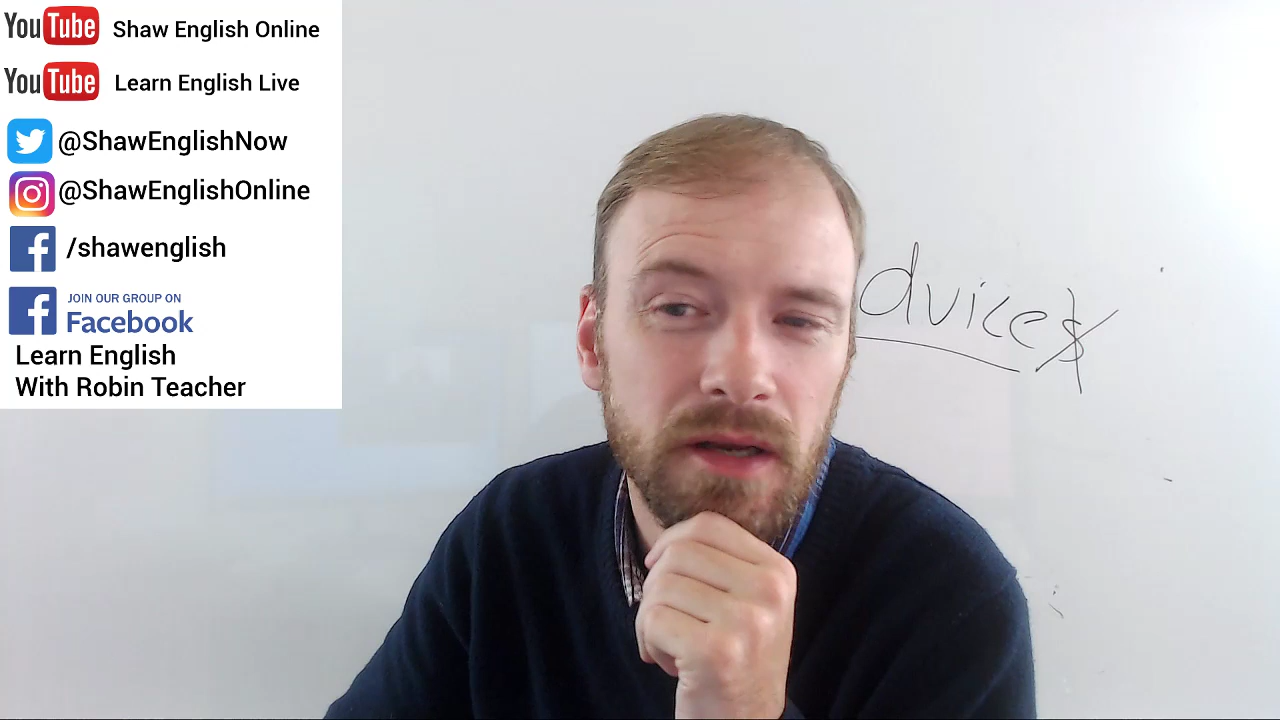 YouTube Shaw English Online
YouTube Learn English Live
@ShawEnglishNow
@ShawEnglishOnline
/shawenglish
JOIN OUR GROUP ON
Facebook
Learn English
With Robin Teacher
dvices